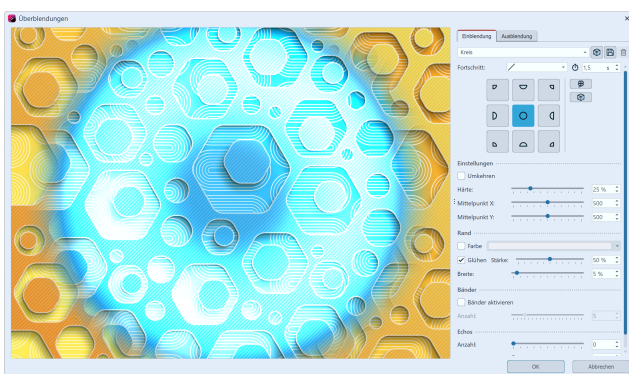 Überblendungen
Einblendung Ausblendung
Kreis
Fortschritt: 1,5 s
Einstellungen
Umkehren
Härte: 25 %
Mittelpunkt X: 500
Mittelpunkt Y: 500
Rand
Farbe
Glühen Stärke: 50 %
Breite: 5 %
Bänder
Bänder aktivieren
Anzahl: 5
Echos
Anzahl: 0
OK Abbrechen